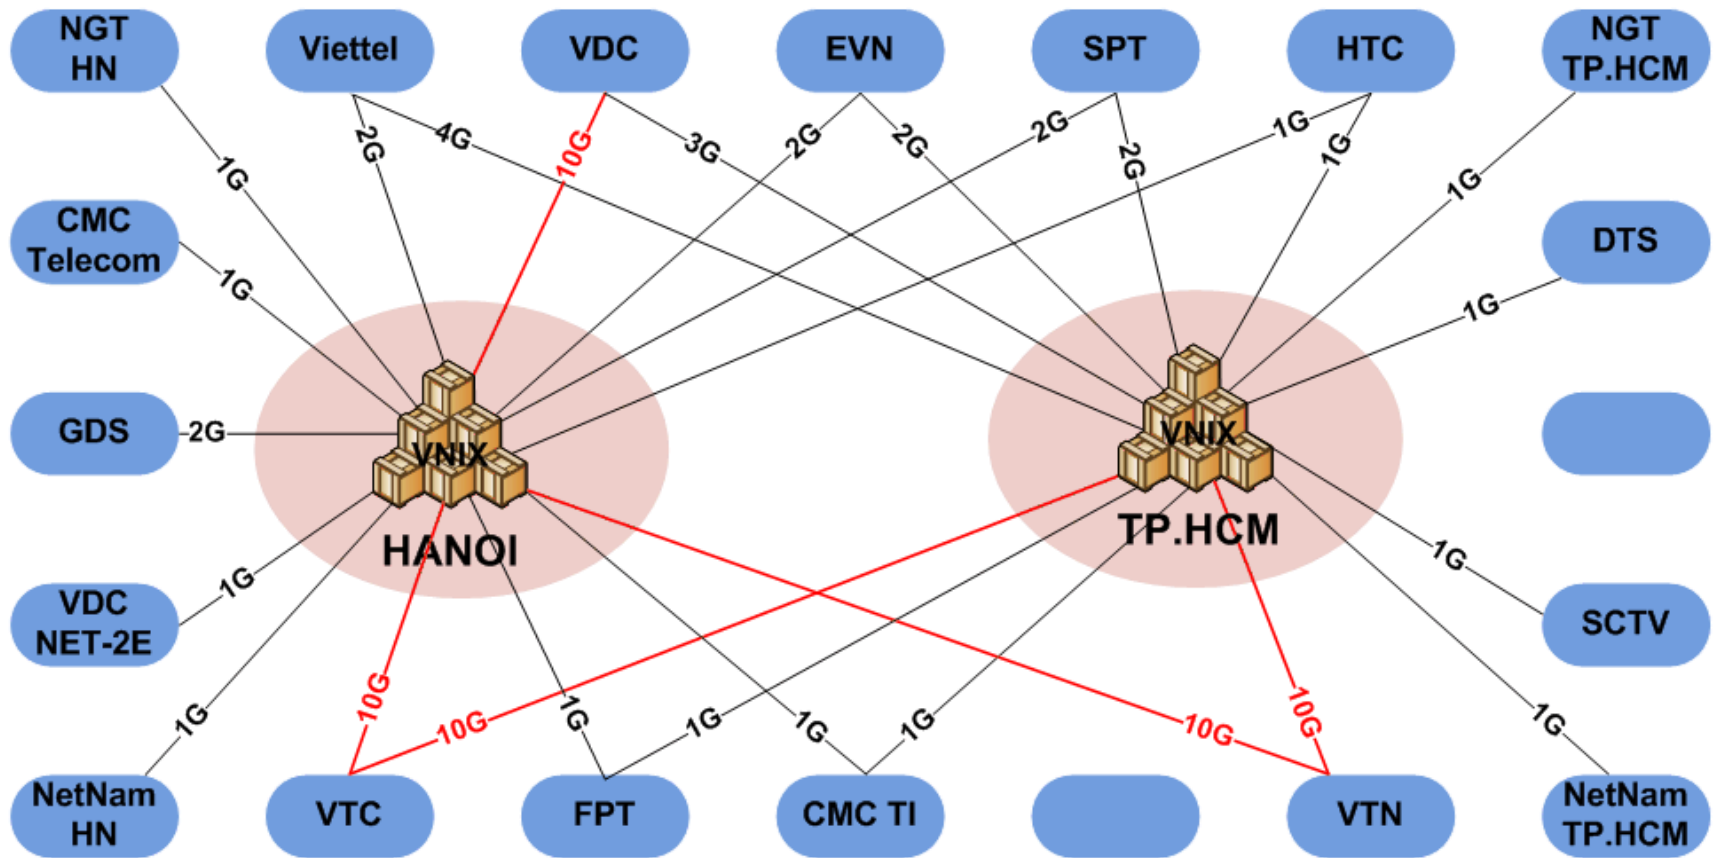 NGT
HN
Viettel
VDC
EVN
SPT
HTC
NGT
TP.HCM
2G
4G
10G
3G
2G
2G
2G
2G
1G
1G
1G
1G
CMC
Telecom
DTS
1G
1G
GDS
2G
VNIX
VNIX
HANOI
TP.HCM
VDC
NET-2E
1G
1G
SCTV
1G
10G
10G
1G
1G
1G
1G
10G
10G
1G
NetNam
HN
VTC
FPT
CMC TI
VTN
NetNam
TP.HCM